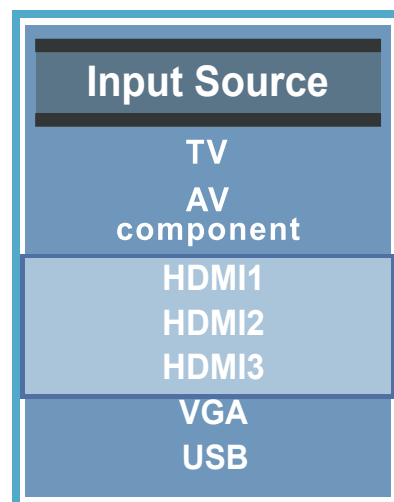 Input Source
TV
AV
component
HDMI1
HDMI2
HDMI3
VGA
USB